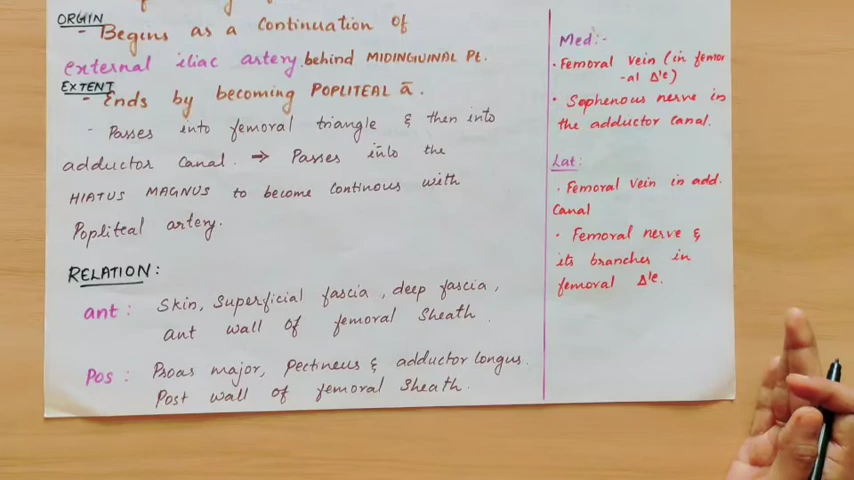 ORGIN
- Begins as a continuation of
external iliac artery behind MIDINGUINAL Pt.
EXTENT
- Ends by becoming POPLITEAL a̅.
- Passes into femoral triangle & then into
adductor canal. → Passes into the
HIATUS MAGNUS to become continous with
Popliteal artery.
RELATION:
ant: Skin, Superficial fascia, deep fascia,
ant wall of femoral Sheath
Pos: Psoas major, Pectineus & adductor longus.
Post wall of femoral Sheath.
Med:-
• Femoral vein (in femor
-al Δ'le)
• Saphenous nerve in
the adductor canal.
Lat:
• Femoral vein in add.
Canal
• Femoral nerve &
its branches in
femoral Δ'le.